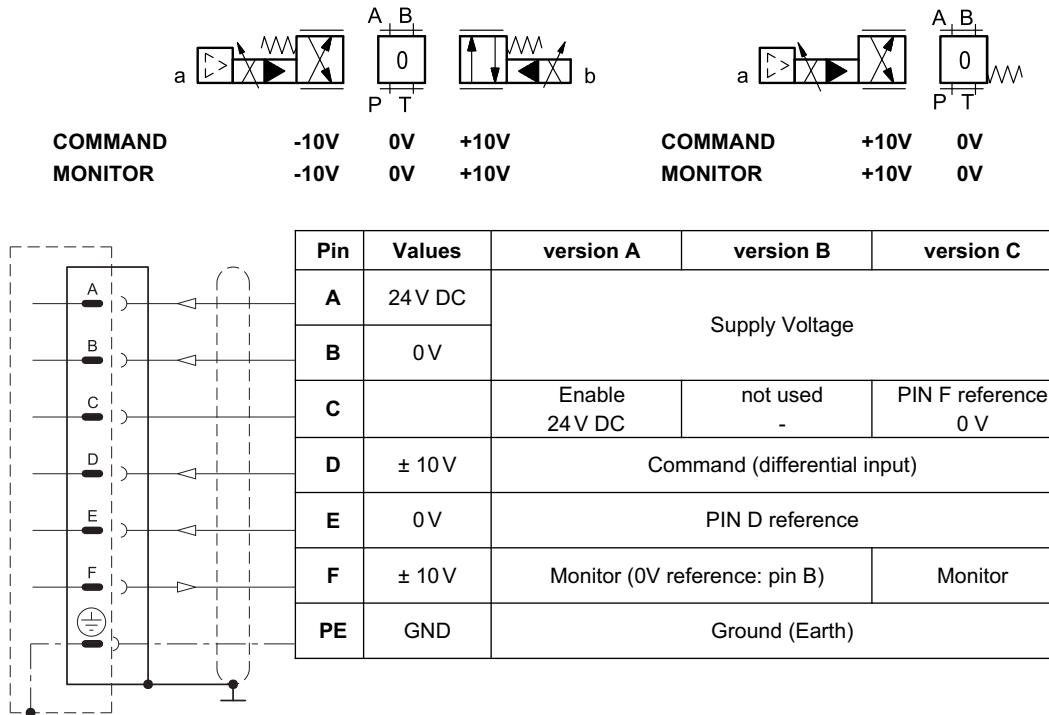 A B A B
a 0 b a 0
P T P T
COMMAND -10V 0V +10V COMMAND +10V 0V
MONITOR -10V 0V +10V MONITOR +10V 0V
Pin Values version A version B version C
A A 24 V DC
Supply Voltage
B B 0 V
C C Enable not used PIN F reference
24 V DC - 0 V
D D ± 10 V Command (differential input)
E E 0 V PIN D reference
F F ± 10 V Monitor (0V reference: pin B) Monitor
PE GND Ground (Earth)